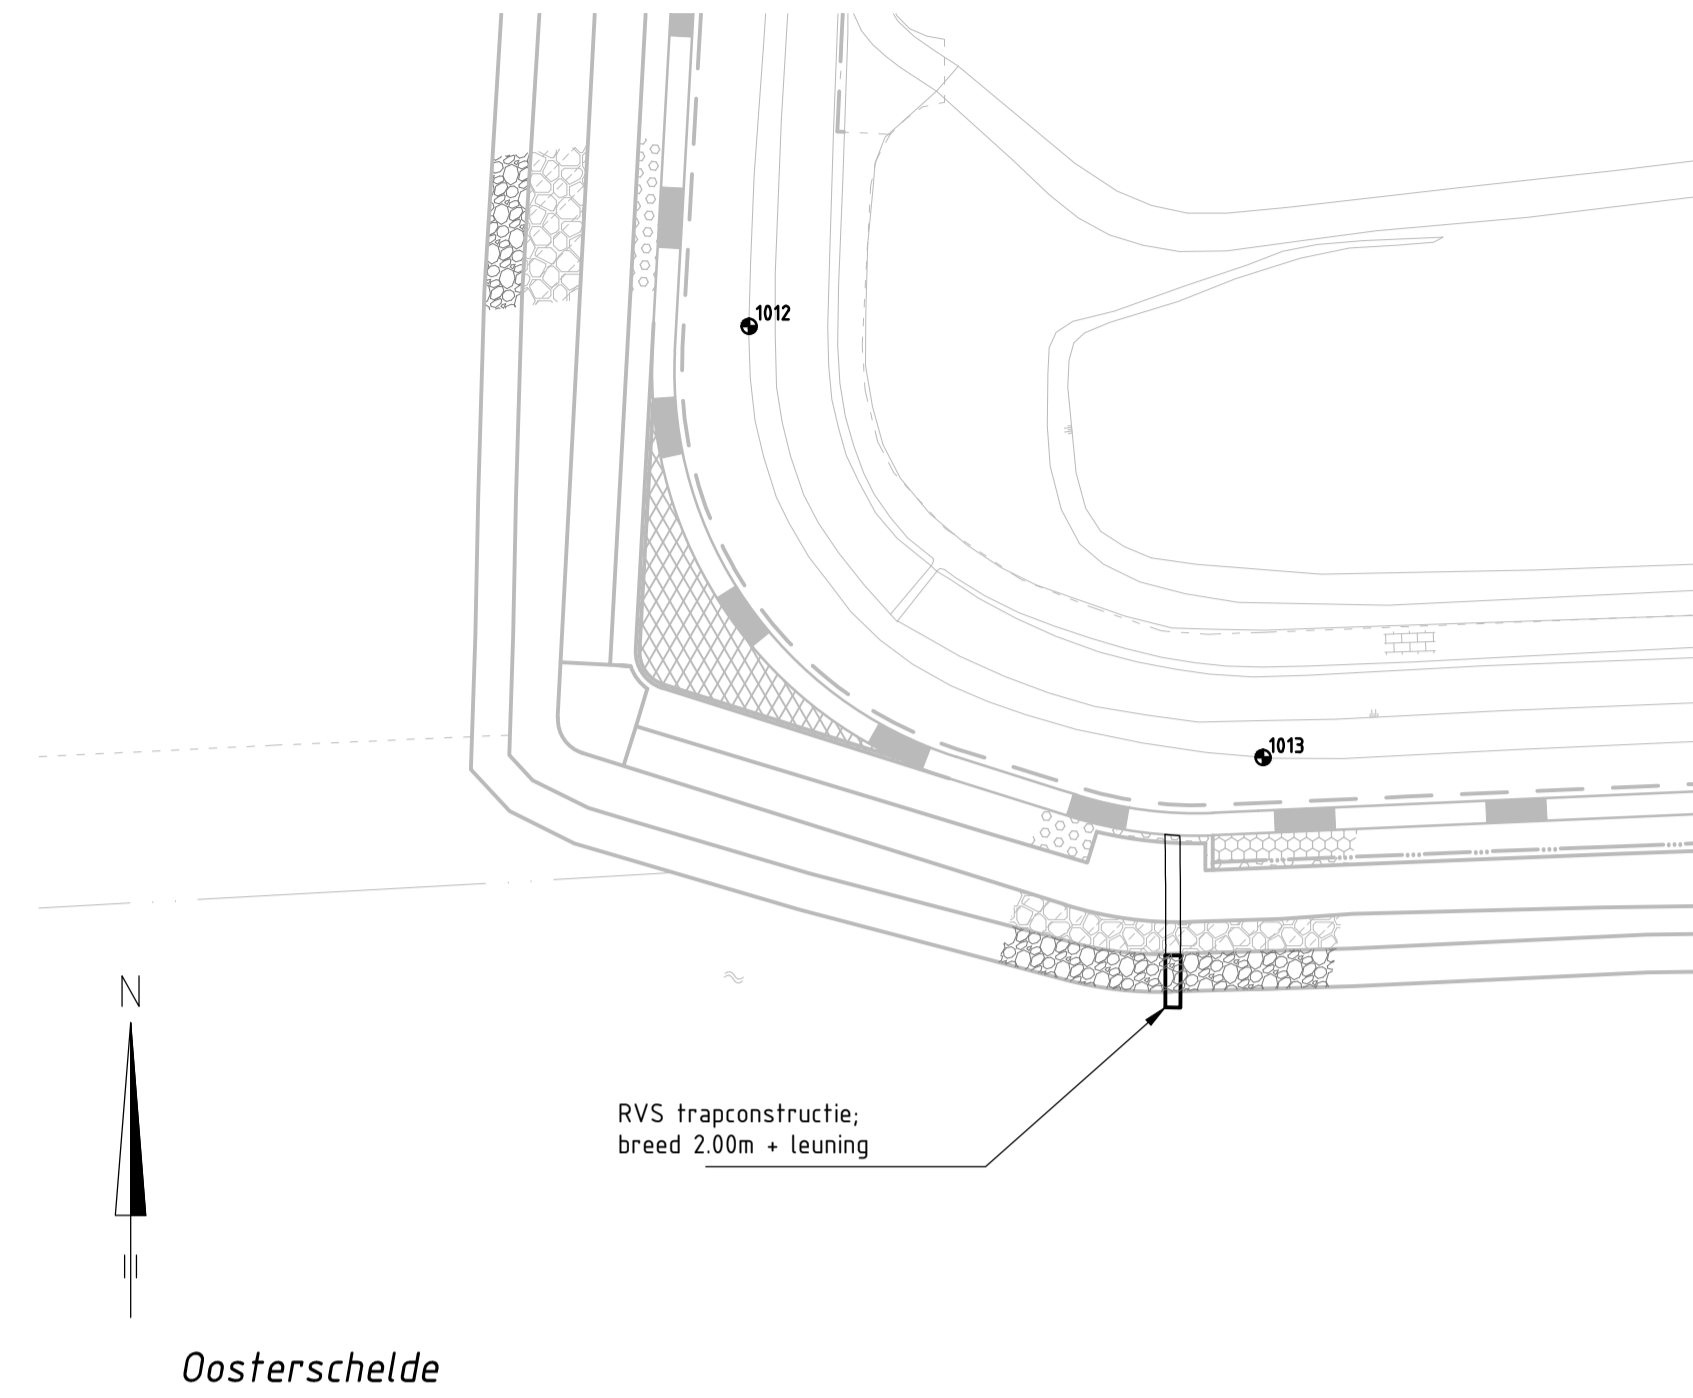 1012
1013
N
RVS trapconstructie;
breed 2.00m + leuning
Oosterschelde